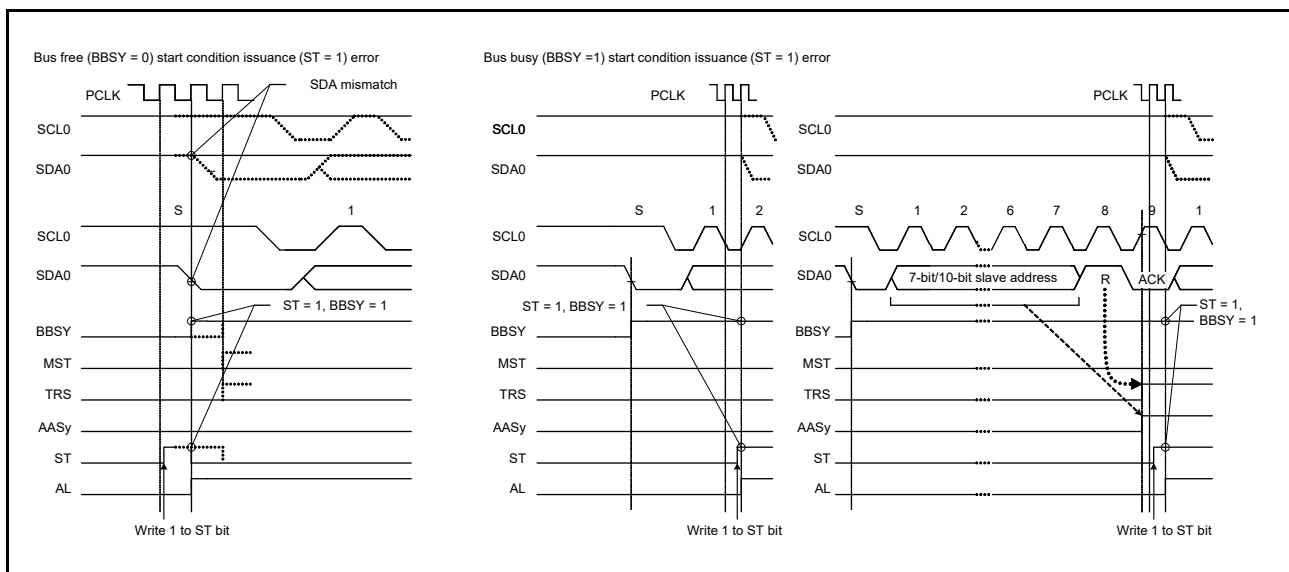 Bus free (BBSY = 0) start condition issuance (ST = 1) error
PCLK
SDA mismatch
SCL0
SDA0
S 1
SCL0
SDA0
ST = 1, BBSY = 1
BBSY
MST
TRS
AASy
ST
AL
Write 1 to ST bit
Bus busy (BBSY =1) start condition issuance (ST = 1) error
PCLK
SCL0
SDA0
S 1 2
SCL0
SDA0
ST = 1, BBSY = 1
BBSY
MST
TRS
AASy
ST
AL
Write 1 to ST bit
PCLK
SCL0
SDA0
S 1 2 6 7 8 9 1
SCL0
SDA0
7-bit/10-bit slave address R ACK
ST = 1,
BBSY = 1
BBSY
MST
TRS
AASy
ST
AL
Write 1 to ST bit